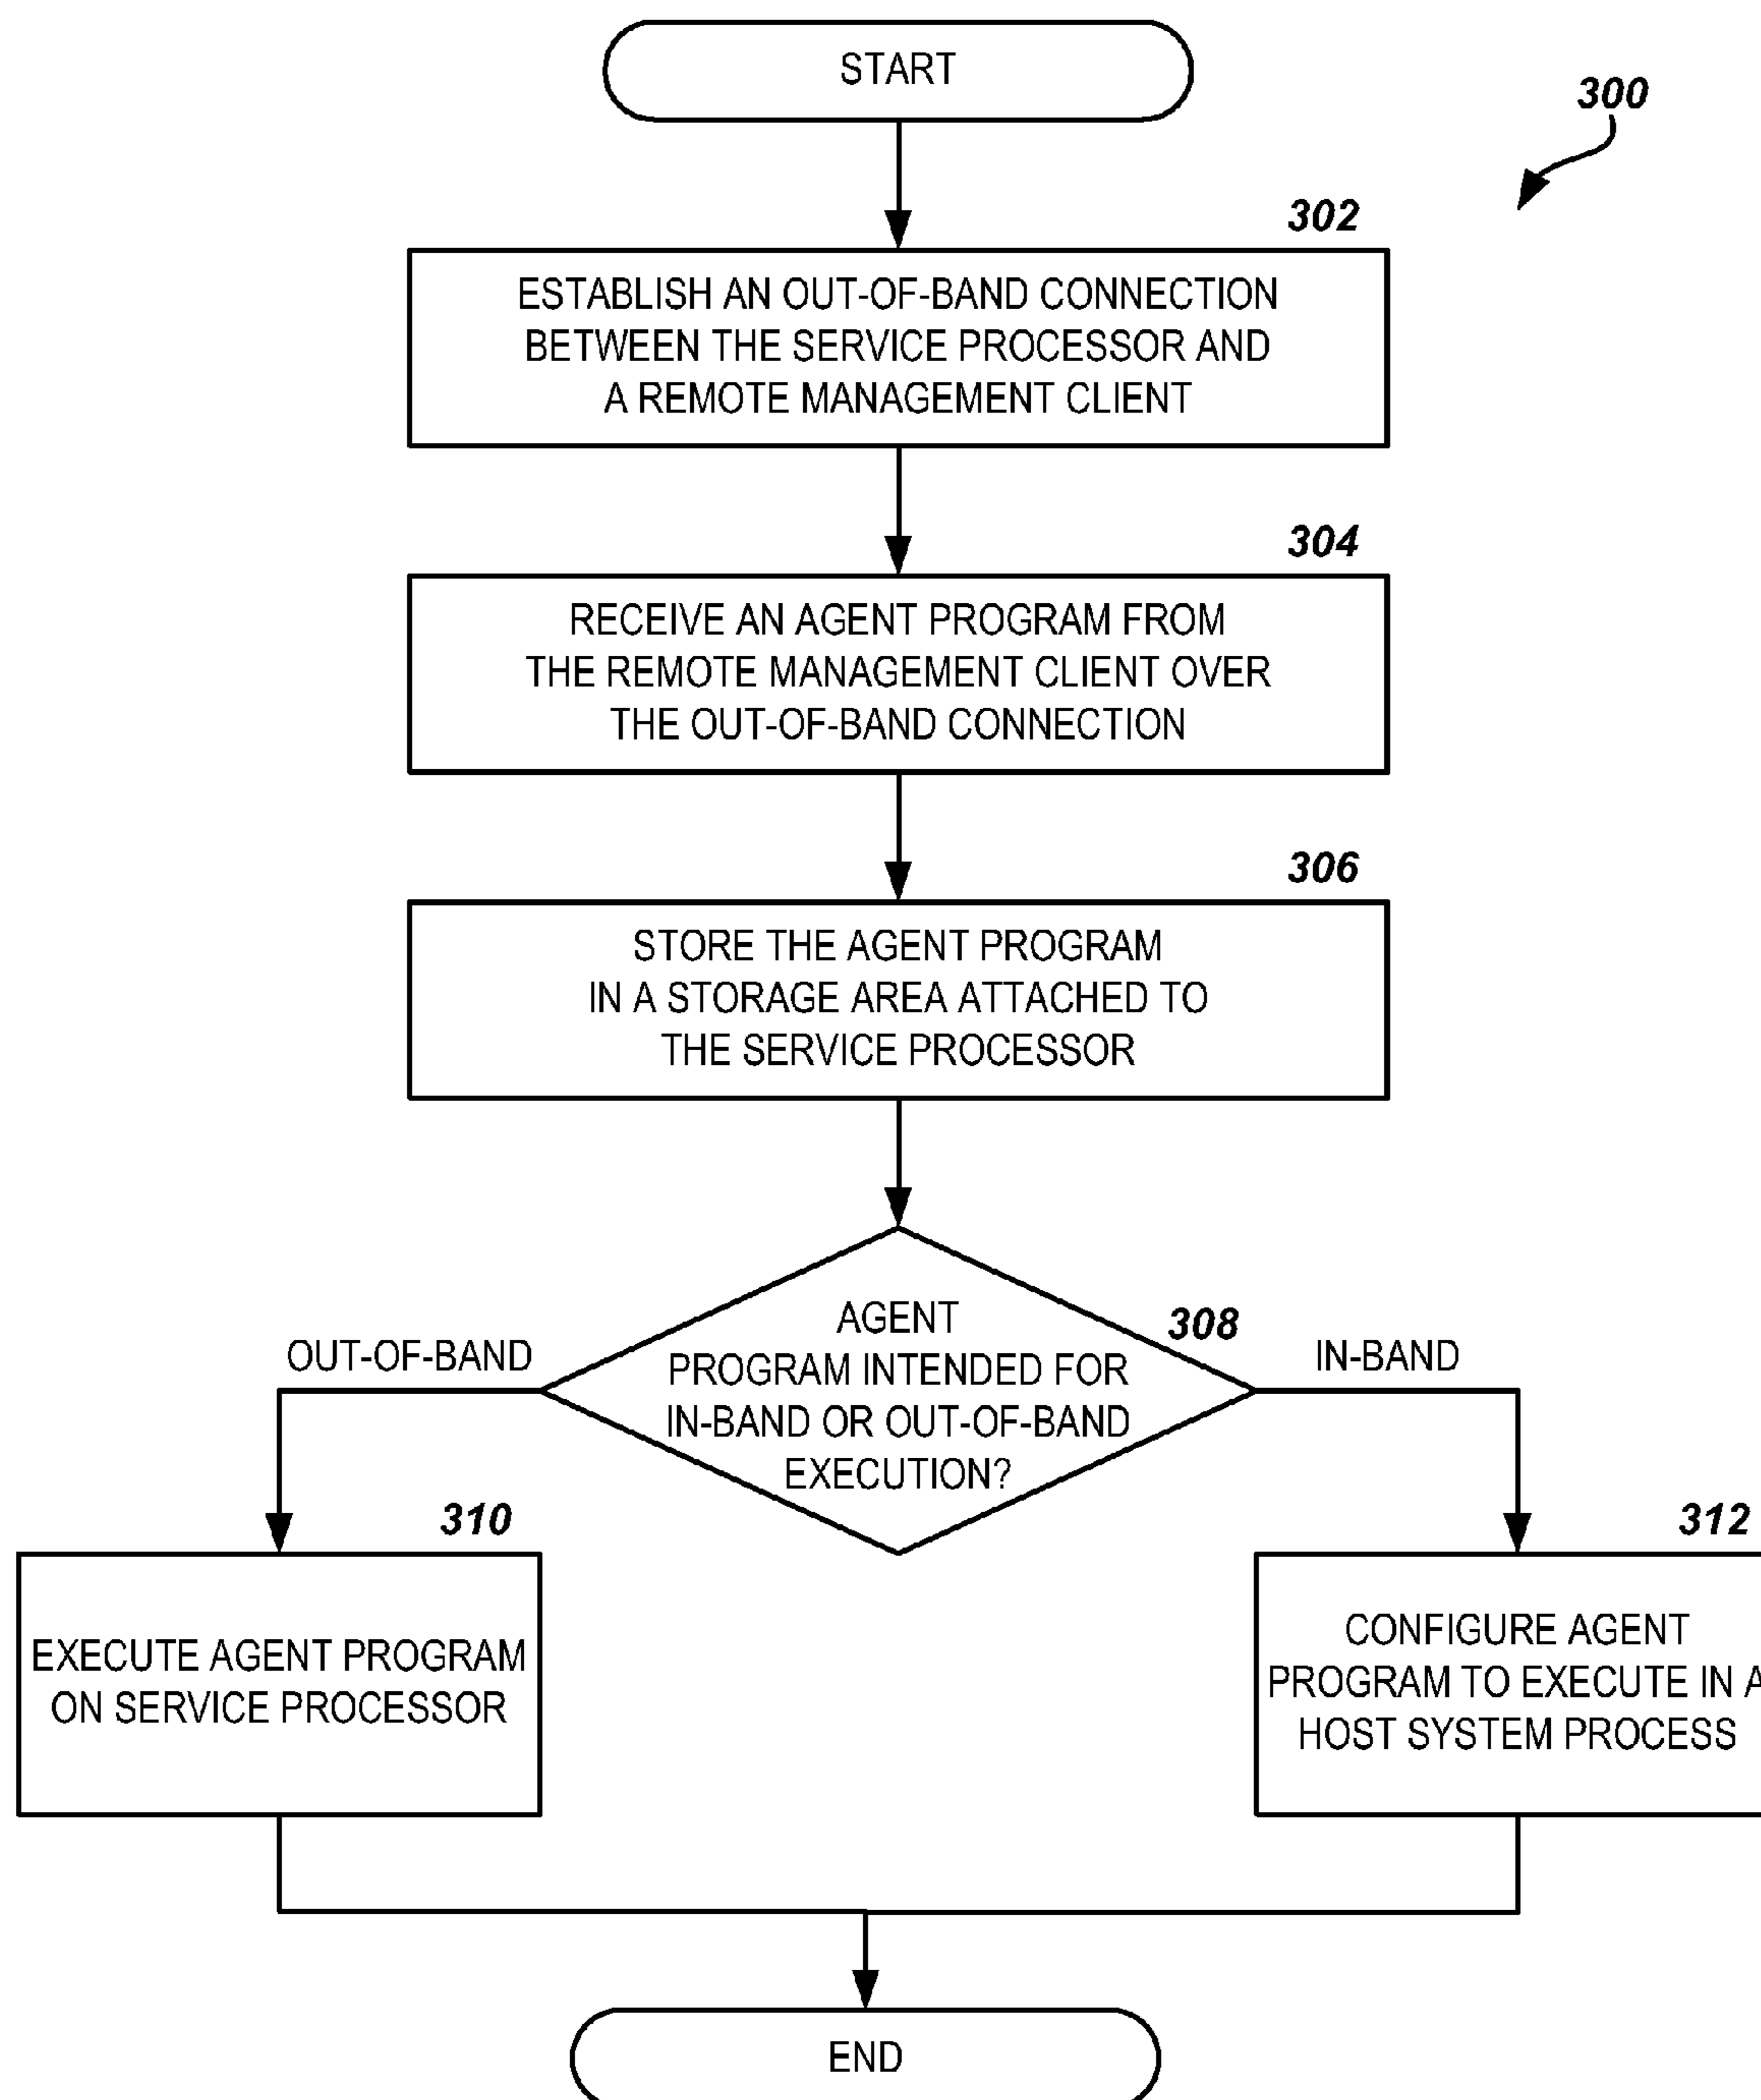 START
300
302
ESTABLISH AN OUT-OF-BAND CONNECTION
BETWEEN THE SERVICE PROCESSOR AND
A REMOTE MANAGEMENT CLIENT
304
RECEIVE AN AGENT PROGRAM FROM
THE REMOTE MANAGEMENT CLIENT OVER
THE OUT-OF-BAND CONNECTION
306
STORE THE AGENT PROGRAM
IN A STORAGE AREA ATTACHED TO
THE SERVICE PROCESSOR
308
AGENT
PROGRAM INTENDED FOR
IN-BAND OR OUT-OF-BAND
EXECUTION?
OUT-OF-BAND
IN-BAND
310
EXECUTE AGENT PROGRAM
ON SERVICE PROCESSOR
312
CONFIGURE AGENT
PROGRAM TO EXECUTE IN A
HOST SYSTEM PROCESS
END